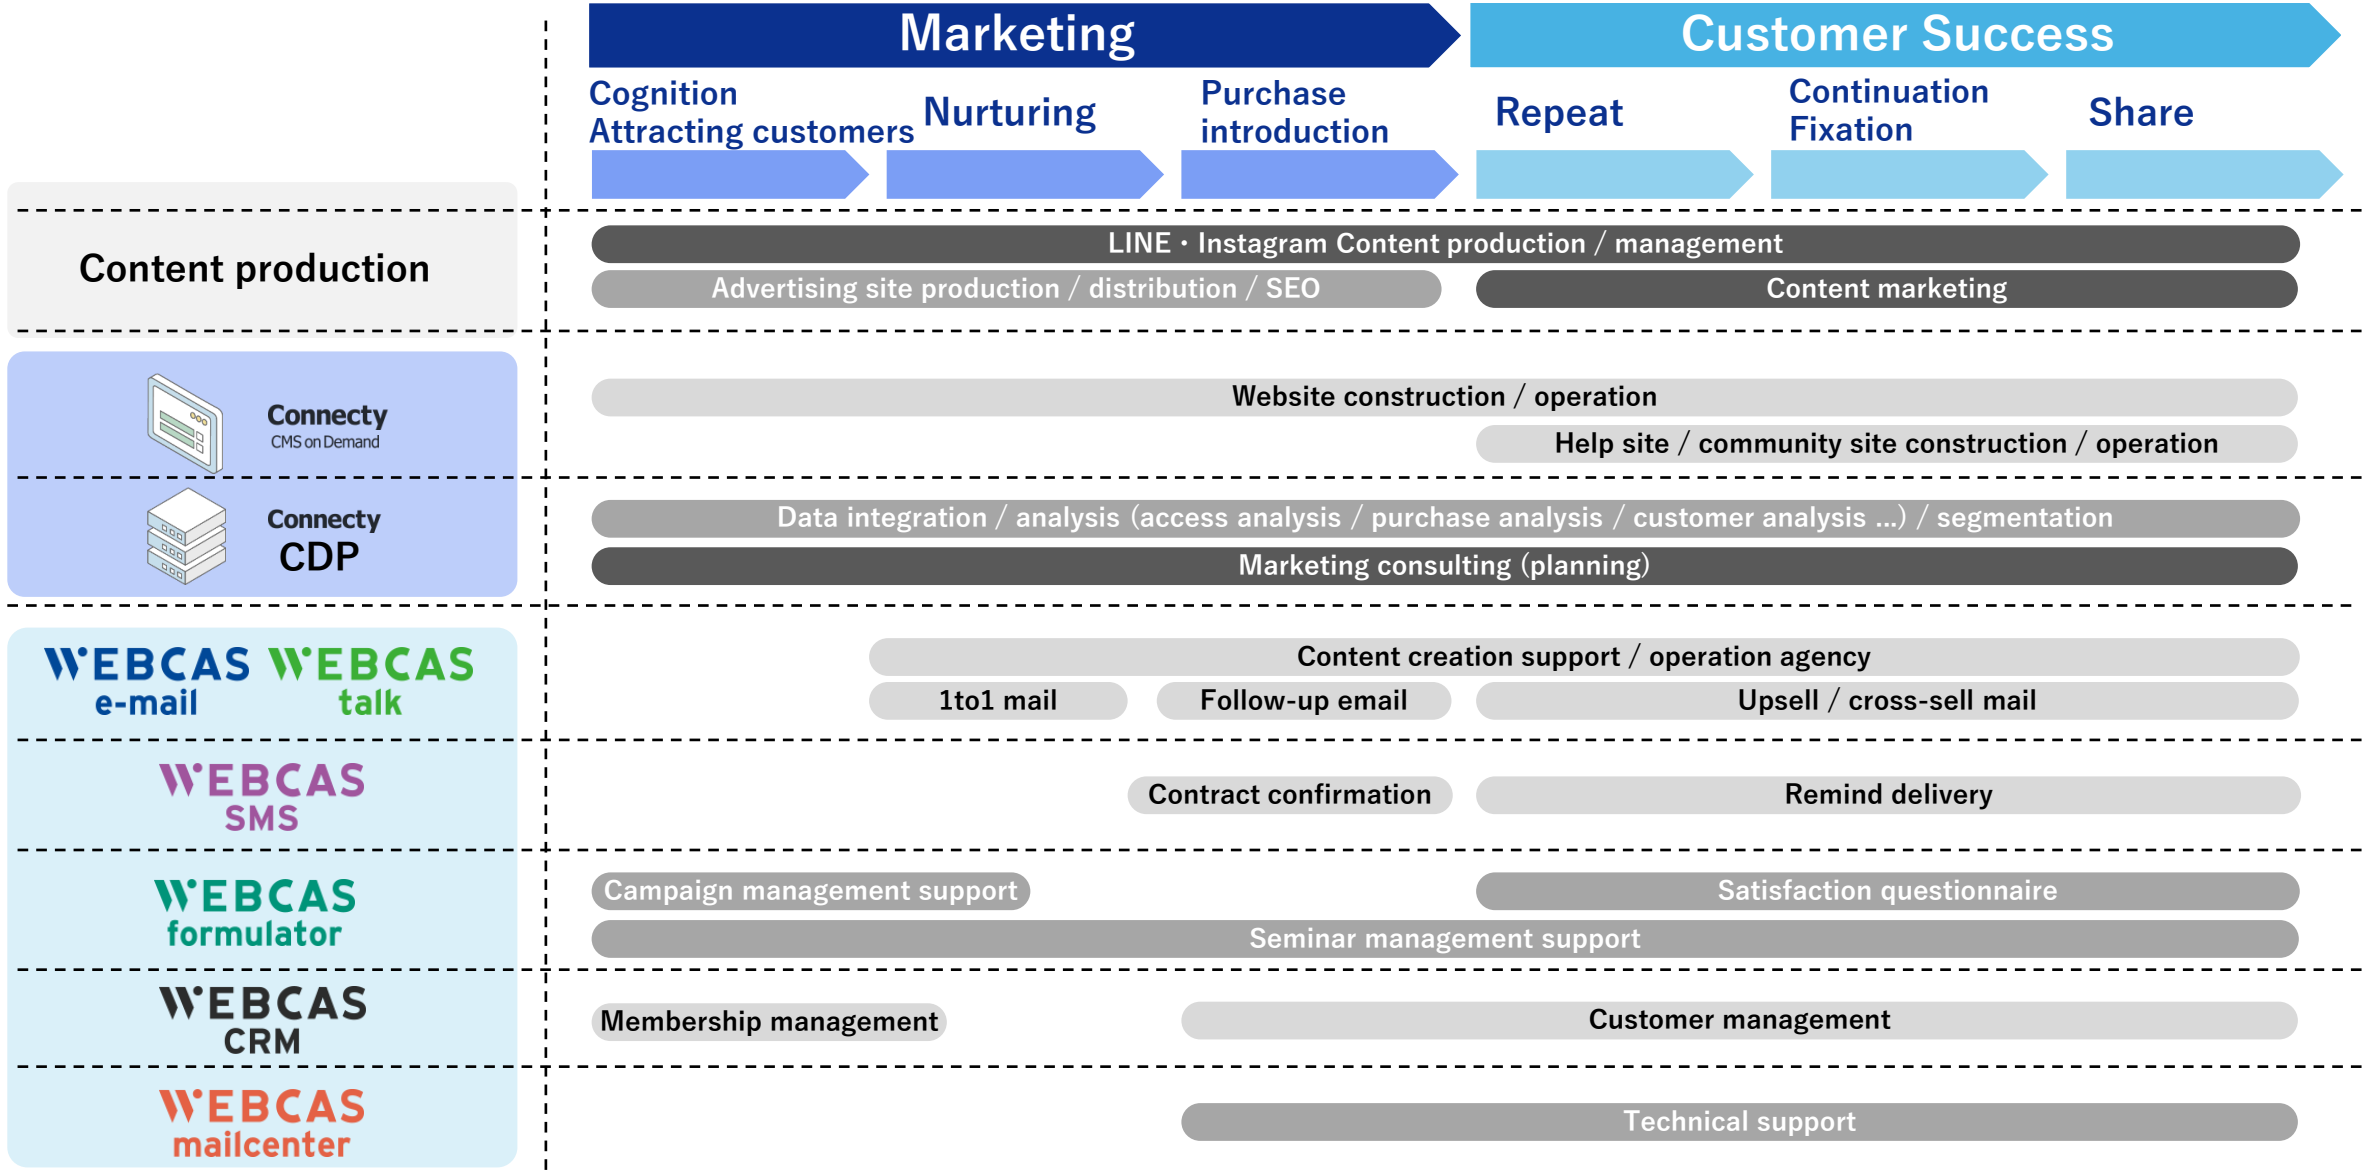 Marketing
Customer Success
Cognition
Attracting customers
Nurturing
Purchase
introduction
Repeat
Continuation
Fixation
Share
Content production
LINE・Instagram Content production / management
Advertising site production / distribution / SEO
Content marketing
Connecty
CMS on Demand
Website construction / operation
Help site / community site construction / operation
Connecty
CDP
Data integration / analysis (access analysis / purchase analysis / customer analysis ...) / segmentation
Marketing consulting (planning)
WEBCAS
e-mail
WEBCAS
talk
Content creation support / operation agency
1to1 mail
Follow-up email
Upsell / cross-sell mail
WEBCAS
SMS
Contract confirmation
Remind delivery
WEBCAS
formulator
Campaign management support
Satisfaction questionnaire
Seminar management support
WEBCAS
CRM
Membership management
Customer management
WEBCAS
mailcenter
Technical support